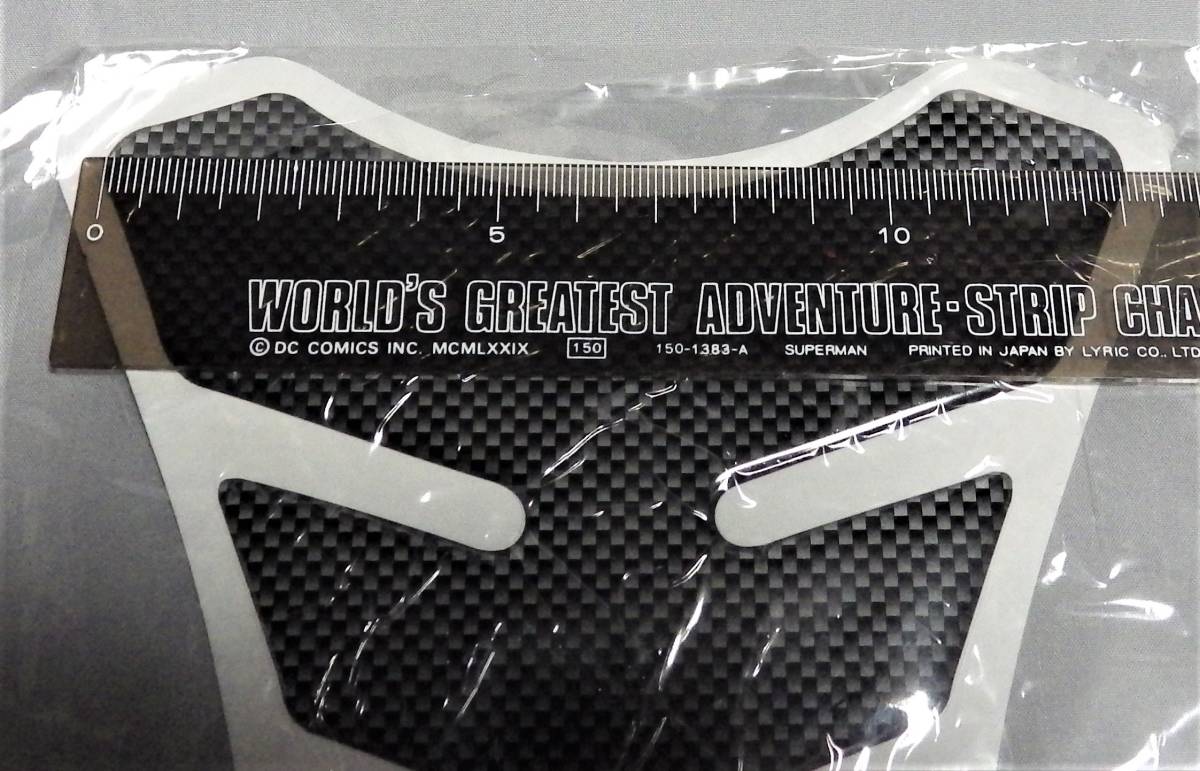 0 5 10
WORLD'S GREATEST ADVENTURE-STRIP CHA
©DC COMICS INC. MCMLXXIX 150 150-1383-A SUPERMAN PRINTED IN JAPAN BY LYRIC CO., LTD